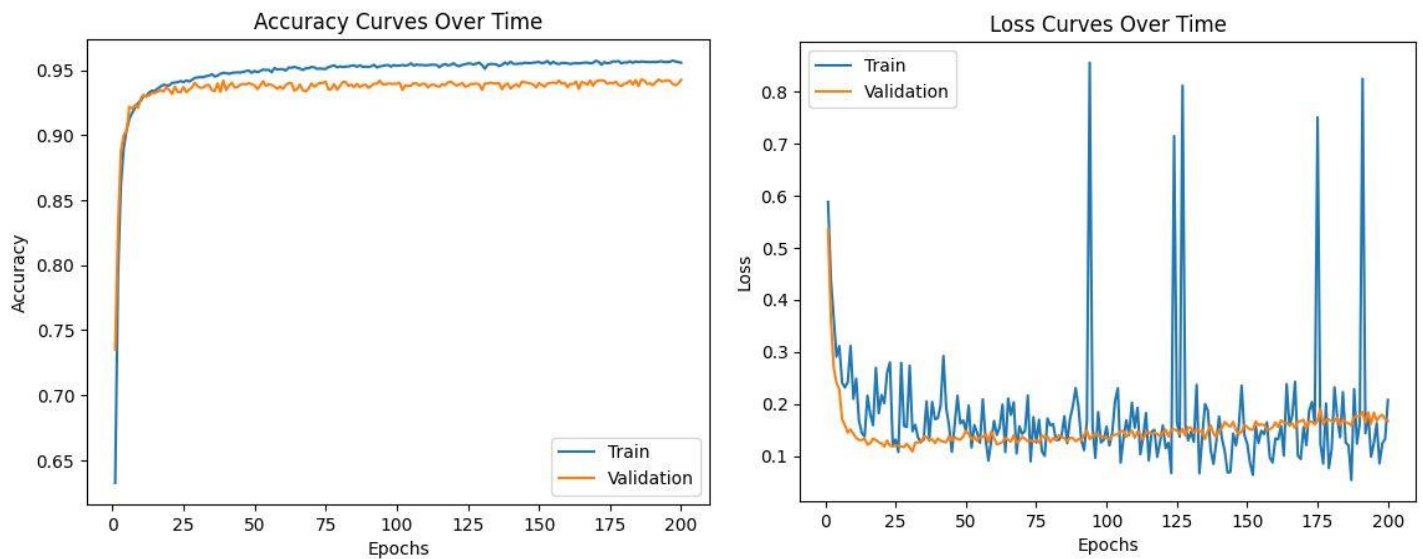 Accuracy Curves Over Time
0.95
0.90
0.85
0.80
0.75
0.70
0.65
Accuracy
Train
Validation
0 25 50 75 100 125 150 175 200
Epochs
Loss Curves Over Time
Train
Validation
0.8
0.7
0.6
0.5
0.4
0.3
0.2
0.1
Loss
0 25 50 75 100 125 150 175 200
Epochs